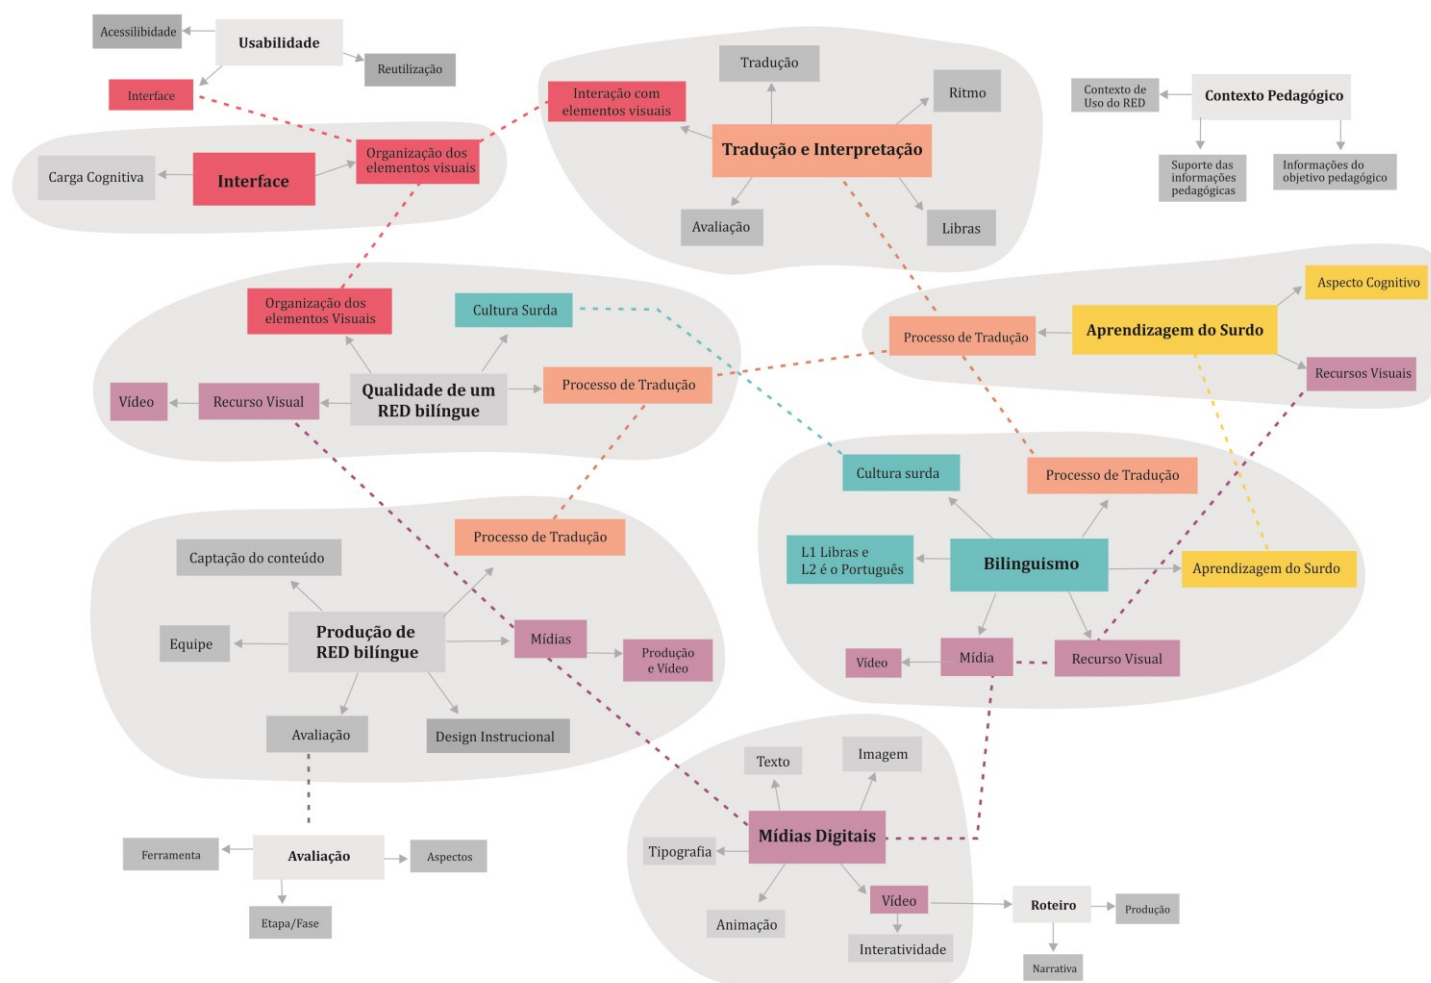 Acessilibidade
Usabilidade
Reutilização
Interface
Carga Cognitiva
Interface
Organização dos
elementos visuais
Interação com
elementos visuais
Tradução
Ritmo
Tradução e Interpretação
Avaliação
Libras
Contexto de
Uso do RED
Contexto Pedagógico
Suporte das
informações
pedagógicas
Informações do
objetivo pedagógico
Organização dos
elementos Visuais
Cultura Surda
Vídeo
Recurso Visual
Qualidade de um
RED bilíngue
Processo de Tradução
Processo de Tradução
Aprendizagem do Surdo
Aspecto Cognitivo
Recursos Visuais
Cultura surda
Processo de Tradução
L1 Libras e
L2 é o Português
Bilinguismo
Aprendizagem do Surdo
Vídeo
Mídia
Recurso Visual
Processo de Tradução
Captação do conteúdo
Equipe
Produção de
RED bilíngue
Mídias
Produção
e Vídeo
Avaliação
Design Instrucional
Ferramenta
Avaliação
Aspectos
Etapa/Fase
Texto
Imagem
Tipografia
Mídias Digitais
Animação
Vídeo
Interatividade
Roteiro
Produção
Narrativa